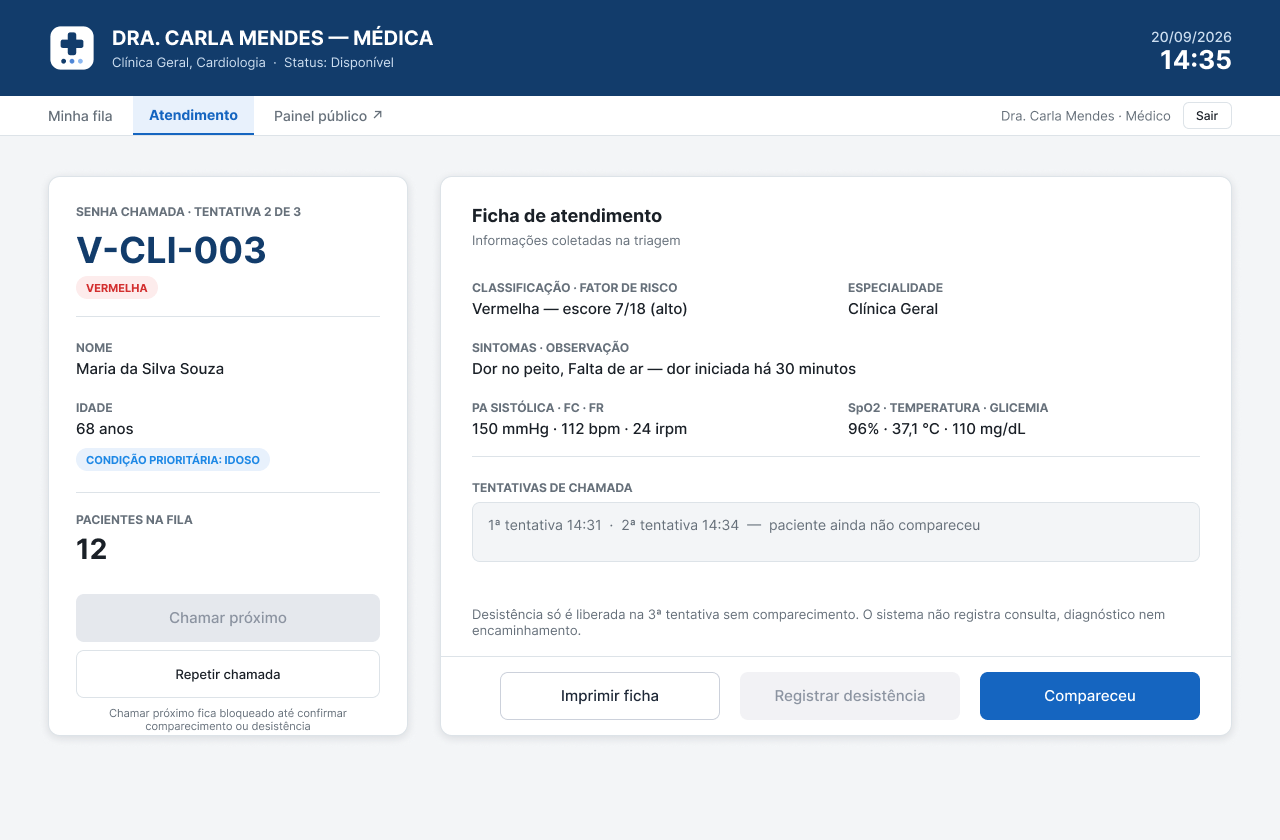 DRA. CARLA MENDES — MÉDICA
Clínica Geral, Cardiologia · Status: Disponível
20/09/2026
14:35
Minha fila
Atendimento
Painel público ↗
Dra. Carla Mendes · Médico
Sair
SENHA CHAMADA · TENTATIVA 2 DE 3
V-CLI-003
VERMELHA
NOME
Maria da Silva Souza
IDADE
68 anos
CONDIÇÃO PRIORITÁRIA: IDOSO
PACIENTES NA FILA
12
Chamar próximo
Repetir chamada
Chamar próximo fica bloqueado até confirmar
comparecimento ou desistência
Ficha de atendimento
Informações coletadas na triagem
CLASSIFICAÇÃO · FATOR DE RISCO
Vermelha — escore 7/18 (alto)
ESPECIALIDADE
Clínica Geral
SINTOMAS · OBSERVAÇÃO
Dor no peito, Falta de ar — dor iniciada há 30 minutos
PA SISTÓLICA · FC · FR
150 mmHg · 112 bpm · 24 irpm
SpO2 · TEMPERATURA · GLICEMIA
96% · 37,1 °C · 110 mg/dL
TENTATIVAS DE CHAMADA
1ª tentativa 14:31 · 2ª tentativa 14:34 — paciente ainda não compareceu
Desistência só é liberada na 3ª tentativa sem comparecimento. O sistema não registra consulta, diagnóstico nem
encaminhamento.
Imprimir ficha
Registrar desistência
Compareceu